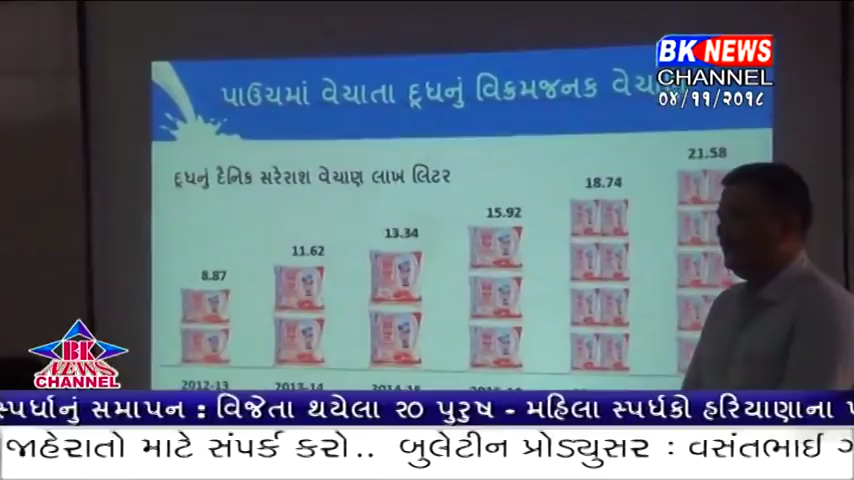 BK NEWS
CHANNEL
૦૪/૧૧/૨૦૧૮
પાઉચમાં વેચાતા દૂધનું વિક્રમજનક
દૂધનું દૈનિક સરેરાશ વેચાણ લાખ લિટર
8.87
11.62
13.34
15.92
18.74
21.58
2012-13
2013-14
BK
NEWS
CHANNEL
સ્પર્ધાનું સમાપન : વિજેતા થયેલા ૨૦ પુરુષ - મહિલા સ્પર્ધકો હરિયાણાના
જાહેરાતો માટે સંપર્ક કરો.. બુલેટીન પ્રોડ્યુસર : વસંતભાઈ